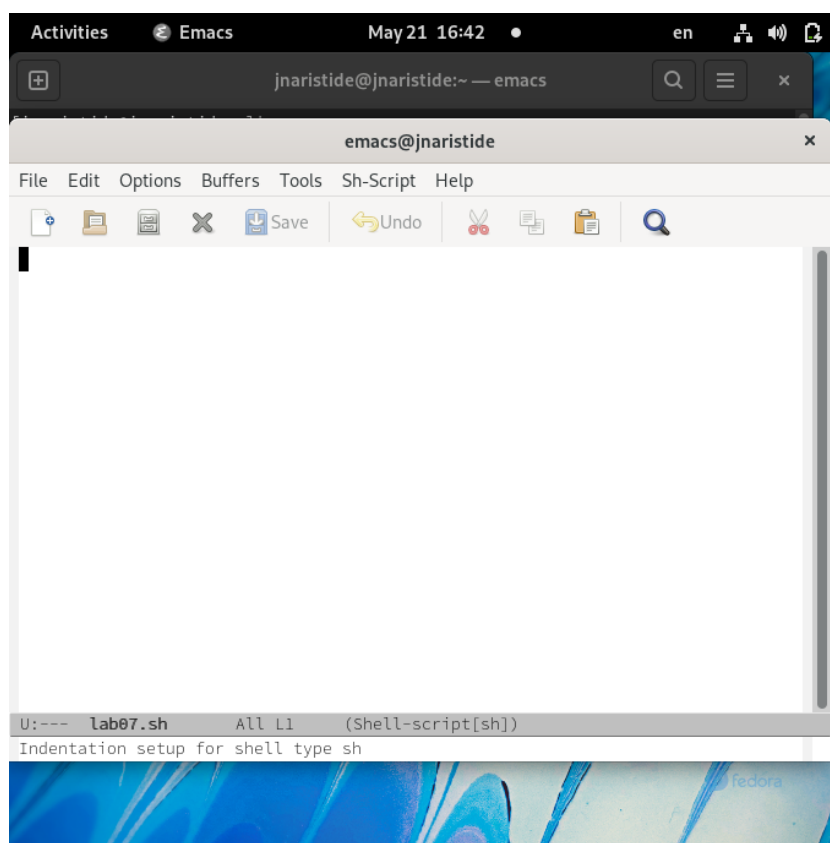 Activities Emacs May 21 16:42 en
jnaristide@jnaristide:~ — emacs
emacs@jnaristide
File Edit Options Buffers Tools Sh-Script Help
Save Undo
U:--- lab07.sh All L1 (Shell-script[sh])
Indentation setup for shell type sh
fedora